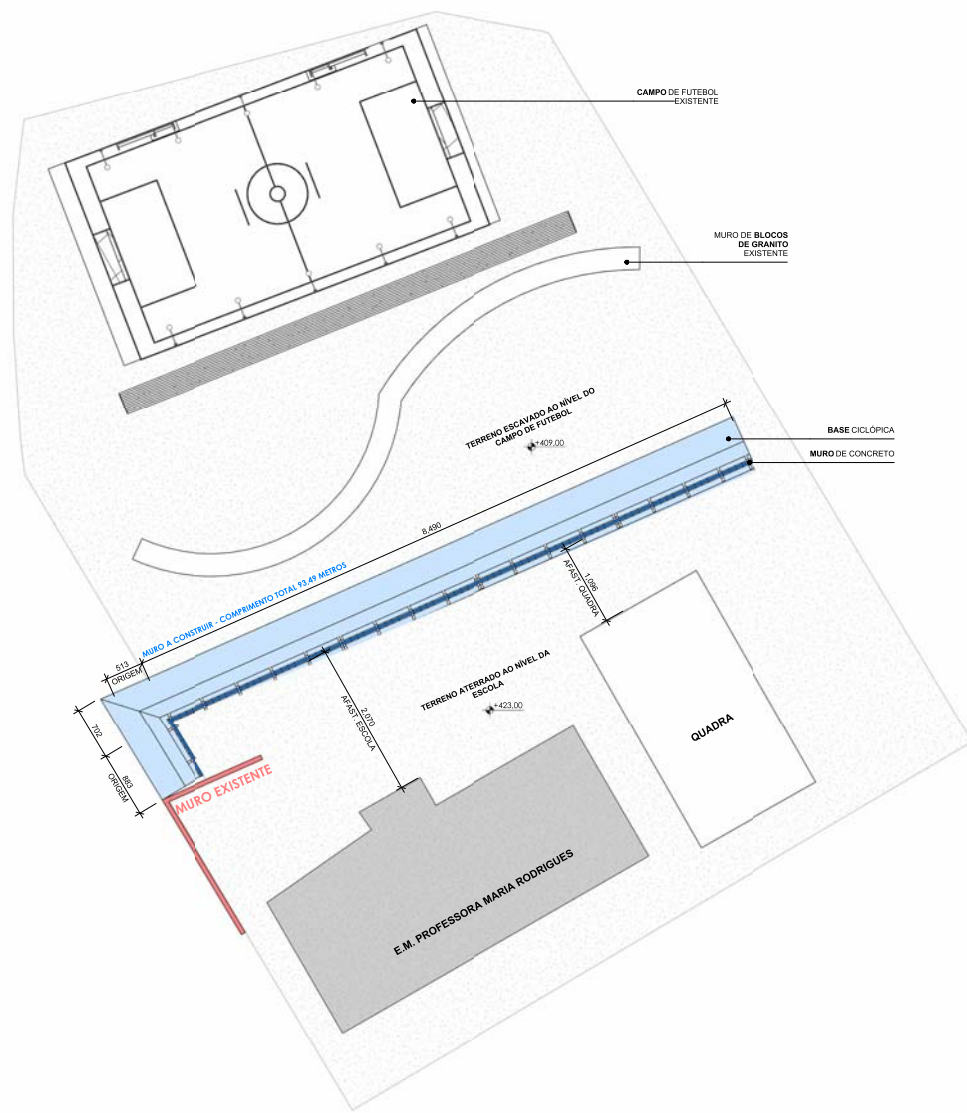 CAMPO DE FUTEBOL
EXISTENTE
MURO DE BLOCOS
DE GRANITO
EXISTENTE
TERRENO ESCAVADO AO NÍVEL DO
CAMPO DE FUTEBOL
+409,00
BASE CICLÓPICA
MURO DE CONCRETO
8.490
MURO A CONSTRUIR - COMPRIMENTO TOTAL 93,49 METROS
1.096
AFAST. QUADRA
513
ORIGEM
TERRENO ATERRADO AO NÍVEL DA
ESCOLA
+423,00
2.070
AFAST. ESCOLA
702
QUADRA
883
ORIGEM
MURO EXISTENTE
E.M. PROFESSORA MARIA RODRIGUES